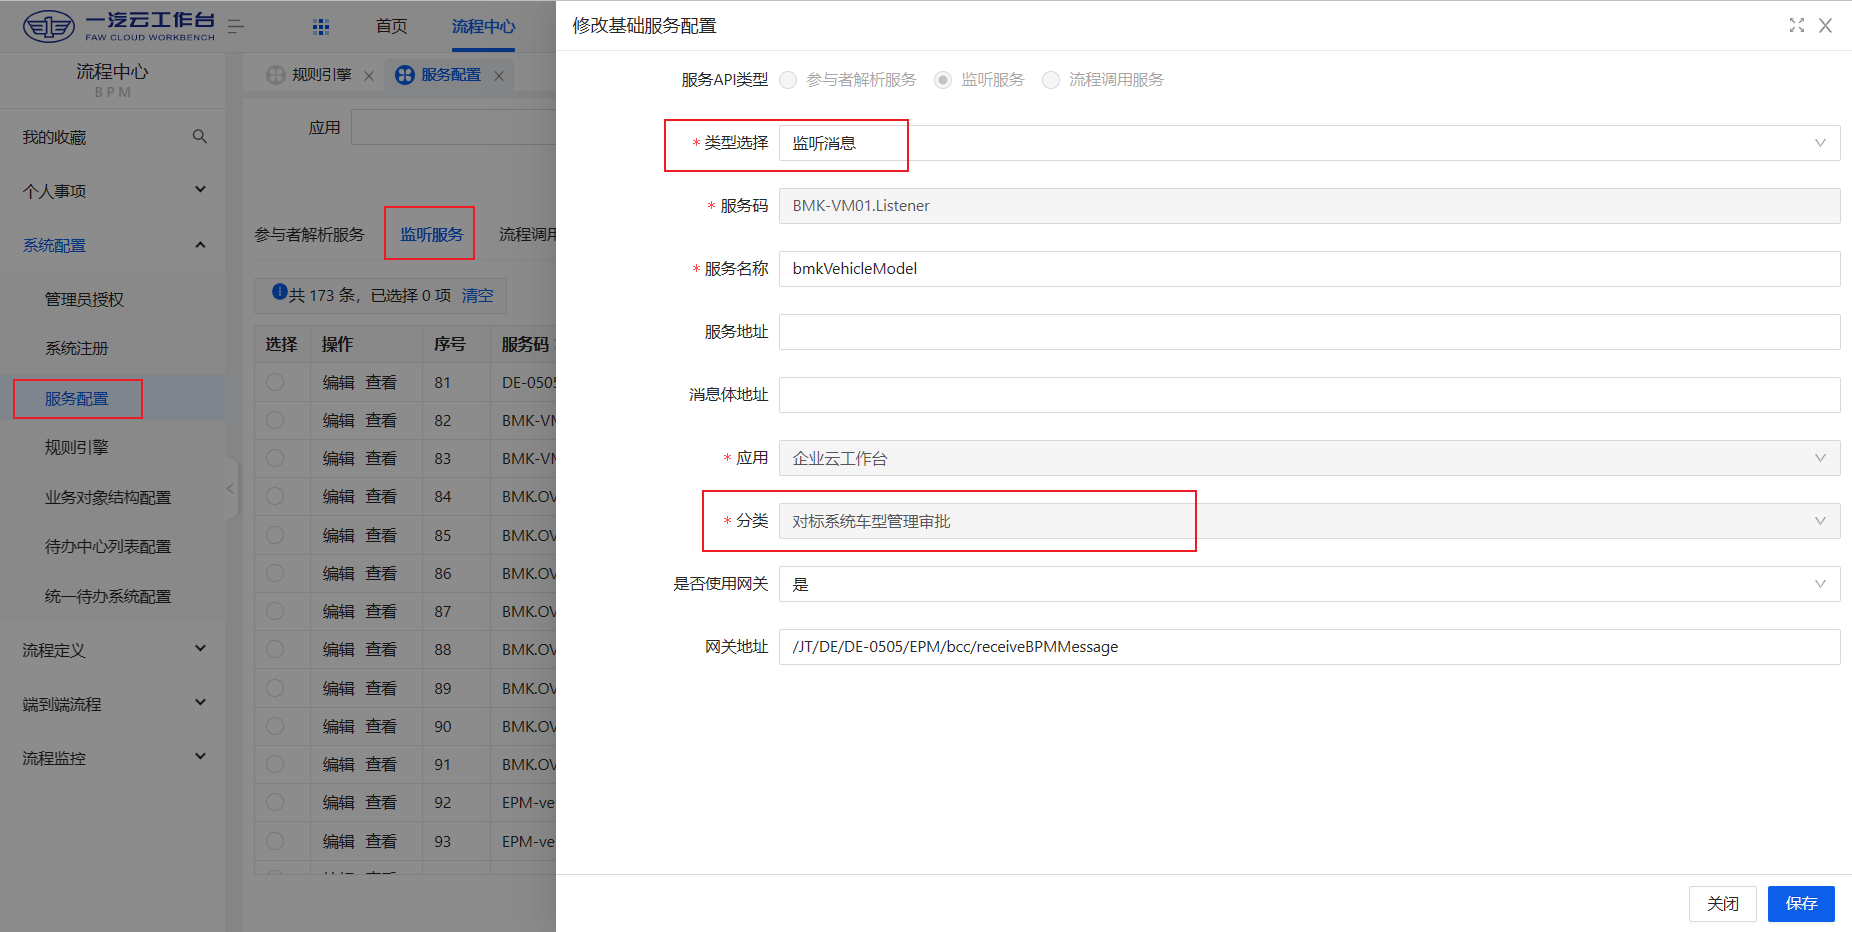 一汽云工作台
FAW CLOUD WORKBENCH
首页
流程中心
流程中心
BPM
我的收藏
个人事项
系统配置
管理员授权
系统注册
服务配置
规则引擎
业务对象结构配置
待办中心列表配置
统一待办系统配置
流程定义
端到端流程
流程监控
规则引擎
服务配置
应用
参与者解析服务 监听服务 流程调用
共 173 条，已选择 0 项 清空
选择 操作 序号 服务码
编辑 查看 81 DE-0505
编辑 查看 82 BMK-VM
编辑 查看 83 BMK-VM
编辑 查看 84 BMK.OV
编辑 查看 85 BMK.OV
编辑 查看 86 BMK.OV
编辑 查看 87 BMK.OV
编辑 查看 88 BMK.OV
编辑 查看 89 BMK.OV
编辑 查看 90 BMK.OV
编辑 查看 91 BMK.OV
编辑 查看 92 EPM-ve
编辑 查看 93 EPM-ve
修改基础服务配置
服务API类型 参与者解析服务 监听服务 流程调用服务
* 类型选择 监听消息
* 服务码 BMK-VM01.Listener
* 服务名称 bmkVehicleModel
服务地址
消息体地址
* 应用 企业云工作台
* 分类 对标系统车型管理审批
是否使用网关 是
网关地址 /JT/DE/DE-0505/EPM/bcc/receiveBPMMessage
关闭 保存